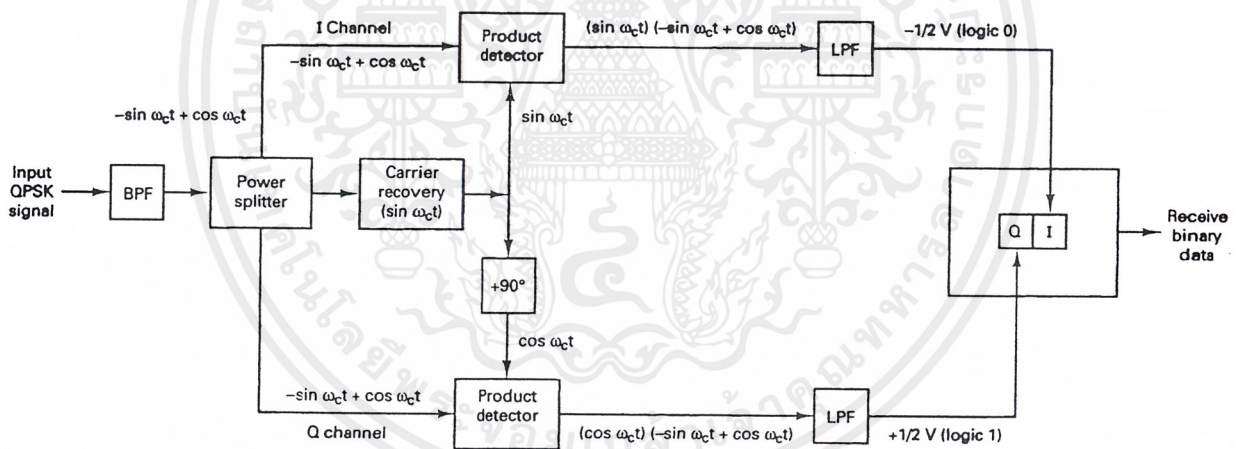 I Channel
−sin ωct + cos ωct
Product
detector
(sin ωct) (−sin ωct + cos ωct)
LPF
−1/2 V (logic 0)
sin ωct
−sin ωct + cos ωct
Input
QPSK
signal
BPF
Power
splitter
Carrier
recovery
(sin ωct)
Q
I
Receive
binary
data
+90°
cos ωct
−sin ωct + cos ωct
Q channel
Product
detector
(cos ωct) (−sin ωct + cos ωct)
LPF
+1/2 V (logic 1)